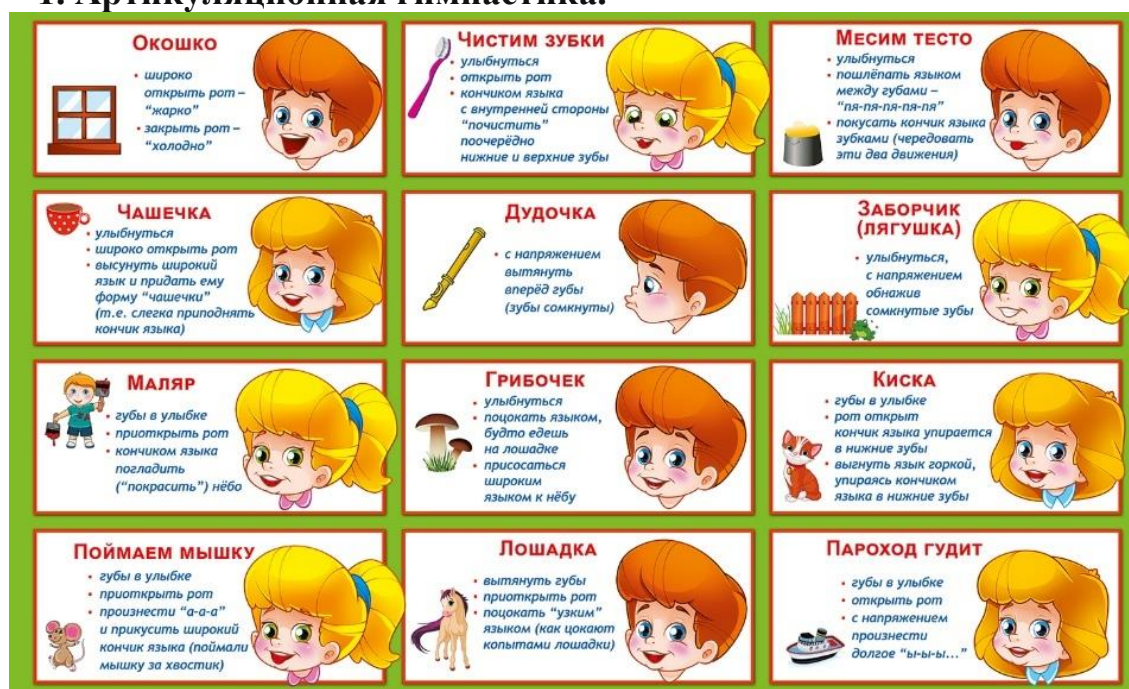 1. Артикуляционная гимнастика.
ОКОШКО
• широко
открыть рот –
"жарко"
• закрыть рот –
"холодно"
ЧИСТИМ ЗУБКИ
• улыбнуться
• открыть рот
• кончиком языка
с внутренней стороны
"почистить"
поочерёдно
нижние и верхние зубы
МЕСИМ ТЕСТО
• улыбнуться
• пошлёпать языком
между губами –
"пя-пя-пя-пя-пя"
• покусать кончик языка
зубками (чередовать
эти два движения)
ЧАШЕЧКА
• улыбнуться
• широко открыть рот
• высунуть широкий
язык и придать ему
форму "чашечки"
(т.е. слегка приподнять
кончик языка)
ДУДОЧКА
• с напряжением
вытянуть
вперёд губы
(зубы сомкнуты)
ЗАБОРЧИК
(ЛЯГУШКА)
• улыбнуться,
с напряжением
обнажив
сомкнутые зубы
МАЛЯР
• губы в улыбке
• приоткрыть рот
• кончиком языка
погладить
("покрасить") нёбо
ГРИБОЧЕК
• улыбнуться
• поцокать языком,
будто едешь
на лошадке
• присосаться
широким
языком к нёбу
КИСКА
• губы в улыбке
• рот открыт
кончик языка упирается
в нижние зубы
• выгнуть язык горкой,
упираясь кончиком
языка в нижние зубы
ПОЙМАЕМ МЫШКУ
• губы в улыбке
• приоткрыть рот
• произнести "а-а-а"
и прикусить широкий
кончик языка (поймали
мышку за хвостик)
ЛОШАДКА
• вытянуть губы
• приоткрыть рот
• поцокать "узким"
языком (как цокают
копытами лошадки)
ПАРОХОД ГУДИТ
• губы в улыбке
• открыть рот
• с напряжением
произнести
долгое "ы-ы-ы..."